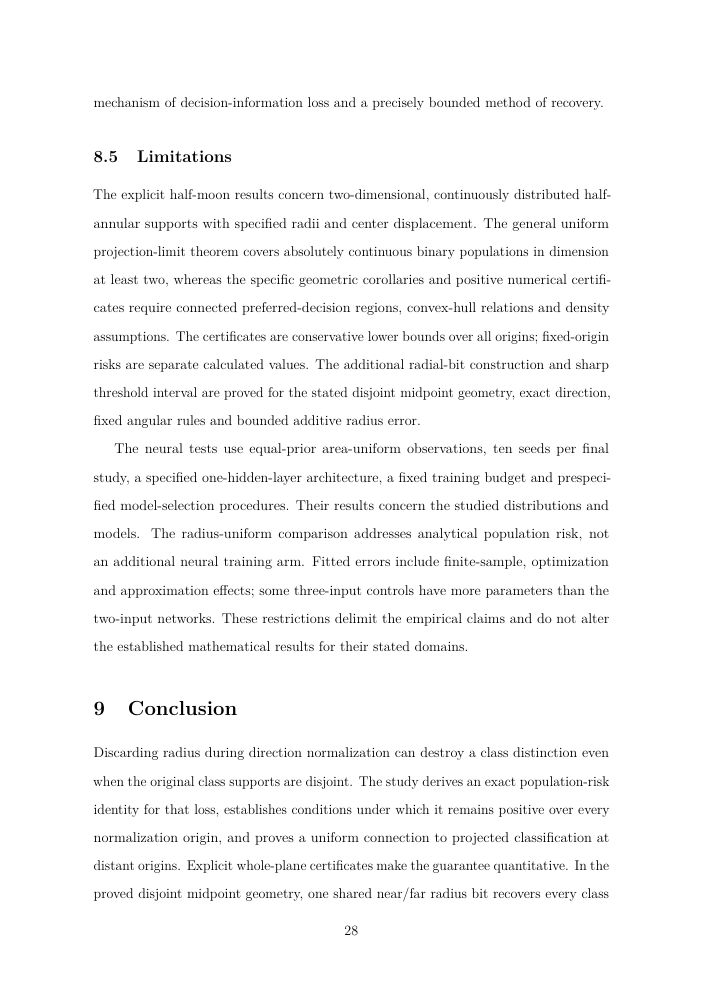 mechanism of decision-information loss and a precisely bounded method of recovery.
8.5 Limitations
The explicit half-moon results concern two-dimensional, continuously distributed half-
annular supports with specified radii and center displacement. The general uniform
projection-limit theorem covers absolutely continuous binary populations in dimension
at least two, whereas the specific geometric corollaries and positive numerical certifi-
cates require connected preferred-decision regions, convex-hull relations and density
assumptions. The certificates are conservative lower bounds over all origins; fixed-origin
risks are separate calculated values. The additional radial-bit construction and sharp
threshold interval are proved for the stated disjoint midpoint geometry, exact direction,
fixed angular rules and bounded additive radius error.
The neural tests use equal-prior area-uniform observations, ten seeds per final
study, a specified one-hidden-layer architecture, a fixed training budget and prespeci-
fied model-selection procedures. Their results concern the studied distributions and
models. The radius-uniform comparison addresses analytical population risk, not
an additional neural training arm. Fitted errors include finite-sample, optimization
and approximation effects; some three-input controls have more parameters than the
two-input networks. These restrictions delimit the empirical claims and do not alter
the established mathematical results for their stated domains.
9 Conclusion
Discarding radius during direction normalization can destroy a class distinction even
when the original class supports are disjoint. The study derives an exact population-risk
identity for that loss, establishes conditions under which it remains positive over every
normalization origin, and proves a uniform connection to projected classification at
distant origins. Explicit whole-plane certificates make the guarantee quantitative. In the
proved disjoint midpoint geometry, one shared near/far radius bit recovers every class
28